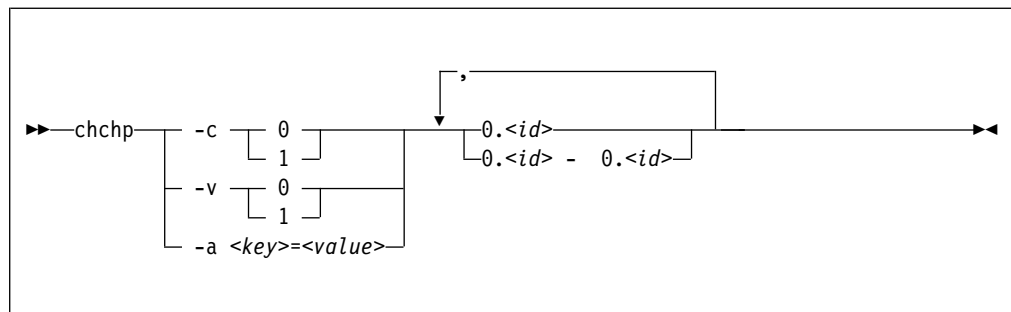 ,
►►—chchp -c 0 0.<id> ►◄
1 0.<id> - 0.<id>
-v 0
1
-a <key>=<value>